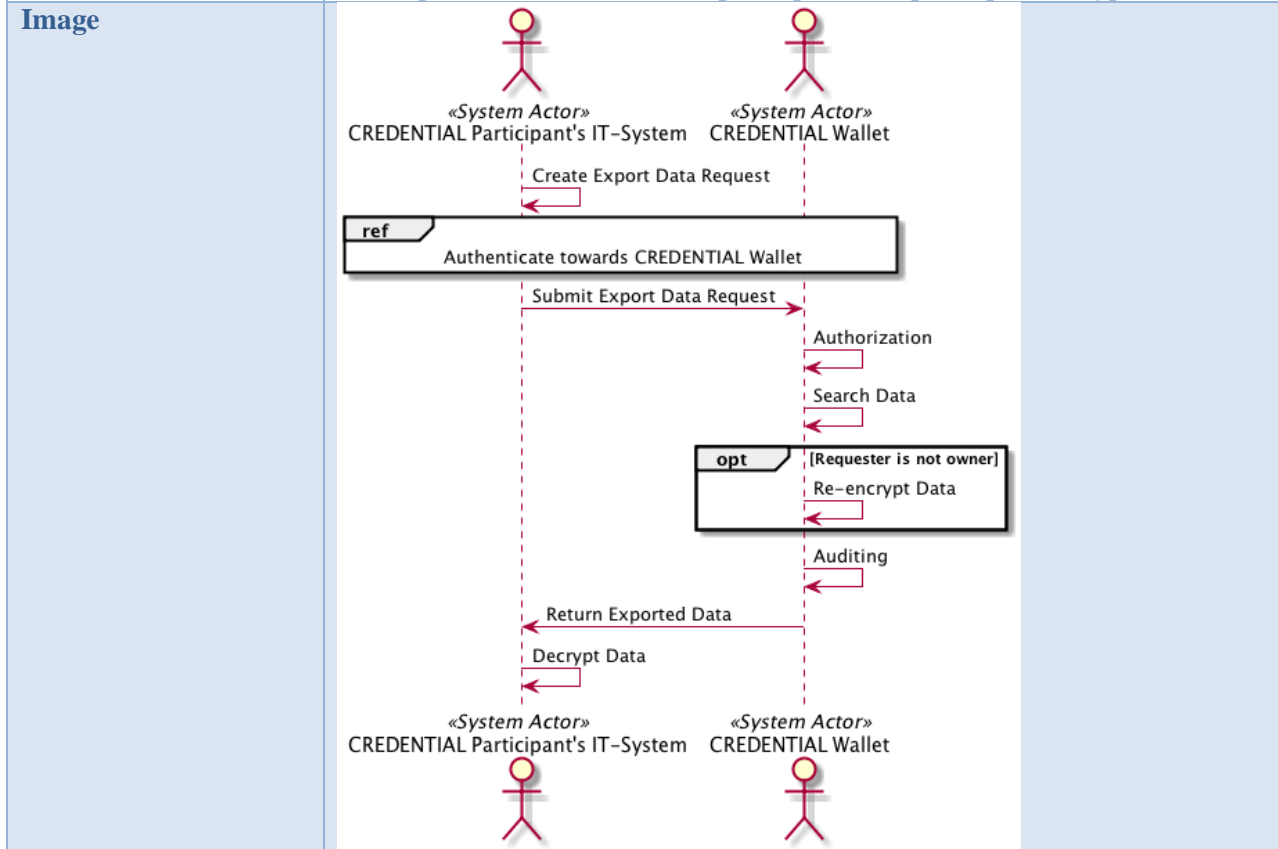 Image
«System Actor» «System Actor»
CREDENTIAL Participant's IT-System CREDENTIAL Wallet
Create Export Data Request
ref
Authenticate towards CREDENTIAL Wallet
Submit Export Data Request
Authorization
Search Data
opt [Requester is not owner]
Re-encrypt Data
Auditing
Return Exported Data
Decrypt Data
«System Actor» «System Actor»
CREDENTIAL Participant's IT-System CREDENTIAL Wallet